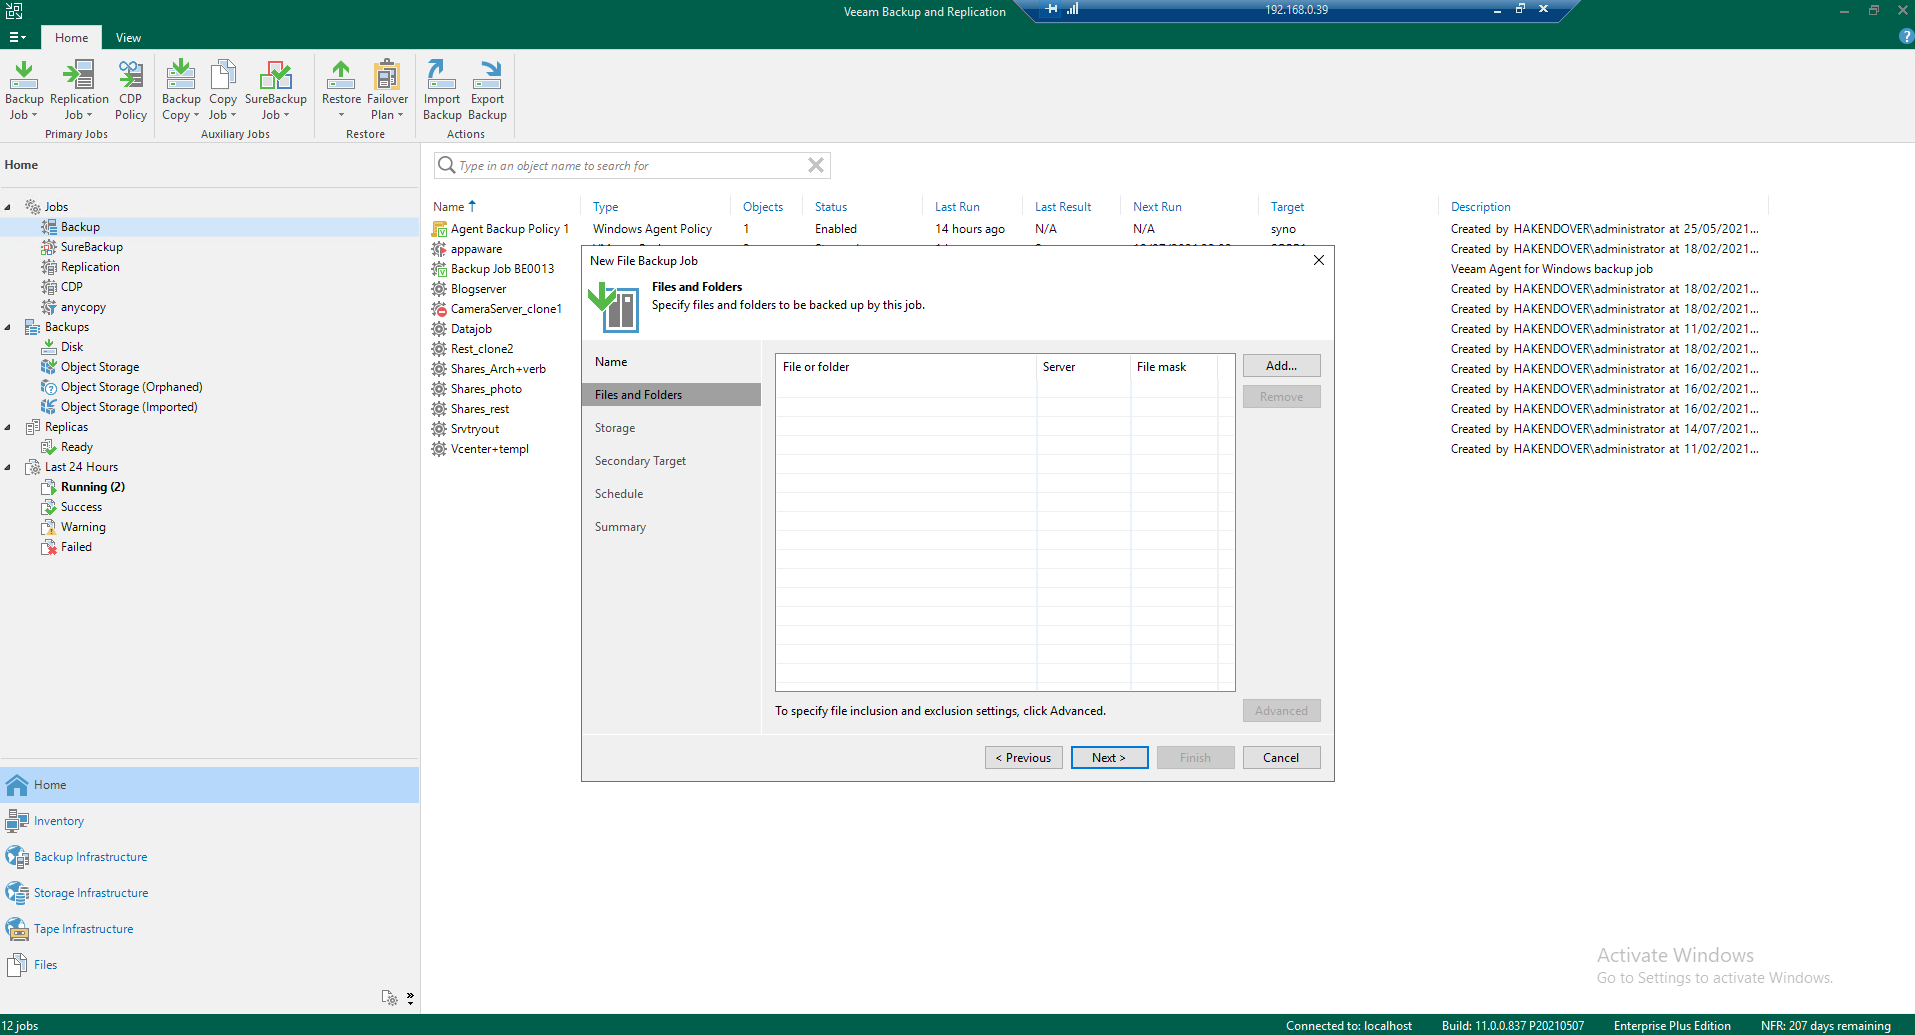 Veeam Backup and Replication
192.168.0.39
Home View
Backup Job
Replication Job
CDP Policy
Backup Copy
Copy Job
SureBackup Job
Restore
Failover Plan
Import Backup
Export Backup
Primary Jobs
Auxiliary Jobs
Restore
Actions
Home
Type in an object name to search for
Jobs
Backup
SureBackup
Replication
CDP
anycopy
Backups
Disk
Object Storage
Object Storage (Orphaned)
Object Storage (Imported)
Replicas
Ready
Last 24 Hours
Running (2)
Success
Warning
Failed
Home
Inventory
Backup Infrastructure
Storage Infrastructure
Tape Infrastructure
Files
Name Type Objects Status Last Run Last Result Next Run Target Description
Agent Backup Policy 1 Windows Agent Policy 1 Enabled 14 hours ago N/A N/A syno Created by HAKENDOVER\administrator at 25/05/2021...
appaware Created by HAKENDOVER\administrator at 18/02/2021...
Backup Job BE0013 Veeam Agent for Windows backup job
Blogserver Created by HAKENDOVER\administrator at 18/02/2021...
CameraServer_clone1 Created by HAKENDOVER\administrator at 18/02/2021...
Datajob Created by HAKENDOVER\administrator at 11/02/2021...
Rest_clone2 Created by HAKENDOVER\administrator at 18/02/2021...
Shares_Arch+verb Created by HAKENDOVER\administrator at 16/02/2021...
Shares_photo Created by HAKENDOVER\administrator at 16/02/2021...
Shares_rest Created by HAKENDOVER\administrator at 16/02/2021...
Srvtryout Created by HAKENDOVER\administrator at 14/07/2021...
Vcenter+templ Created by HAKENDOVER\administrator at 11/02/2021...
New File Backup Job
Files and Folders
Specify files and folders to be backed up by this job.
Name
Files and Folders
Storage
Secondary Target
Schedule
Summary
File or folder Server File mask
Add...
Remove
To specify file inclusion and exclusion settings, click Advanced.
Advanced
< Previous Next > Finish Cancel
Activate Windows
Go to Settings to activate Windows.
12 jobs
Connected to: localhost Build: 11.0.0.837 P20210507 Enterprise Plus Edition NFR: 207 days remaining